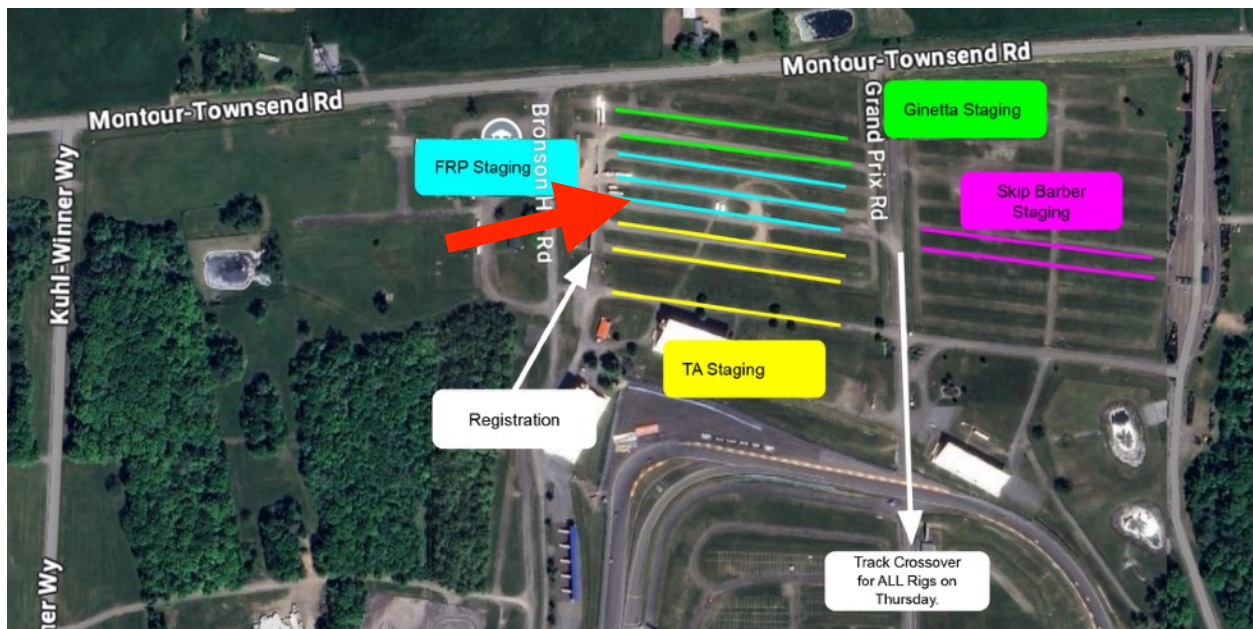 Montour-Townsend Rd
Montour-Townsend Rd
Ginetta Staging
Bronson H Rd
Grand Prix Rd
FRP Staging
Skip Barber
Staging
Kuhl-Winner Wy
TA Staging
Registration
Track Crossover
for ALL Rigs on
Thursday.
ner Wy